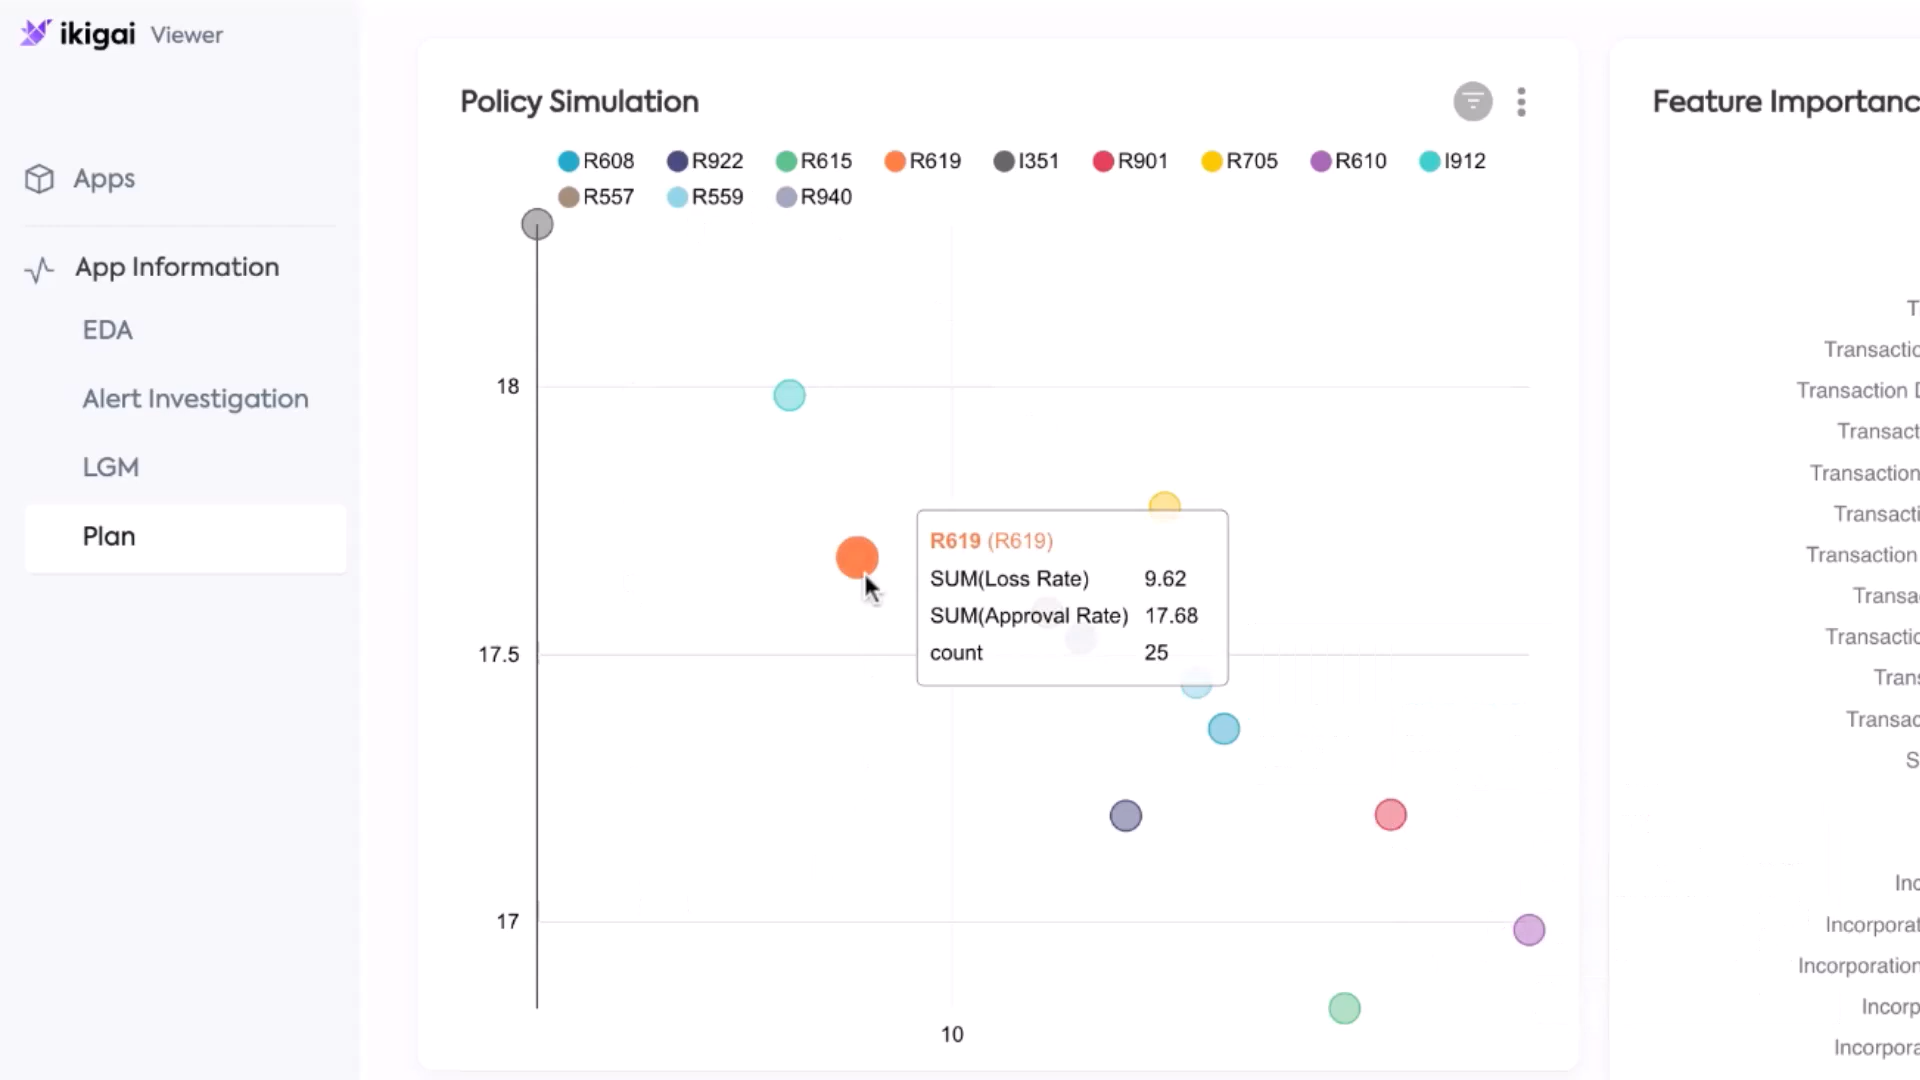 ikigai Viewer
Apps
App Information
EDA
Alert Investigation
LGM
Plan
Policy Simulation
R608 R922 R615 R619 I351 R901 R705 R610 I912
R557 R559 R940
18
17.5
17
10
R619 (R619)
SUM(Loss Rate) 9.62
SUM(Approval Rate) 17.68
count 25
Feature Importanc
T
Transactio
Transaction D
Transact
Transaction
Transacti
Transaction
Transa
Transactio
Trans
Transac
S
Inc
Incorporat
Incorporation
Incorp
Incorpora